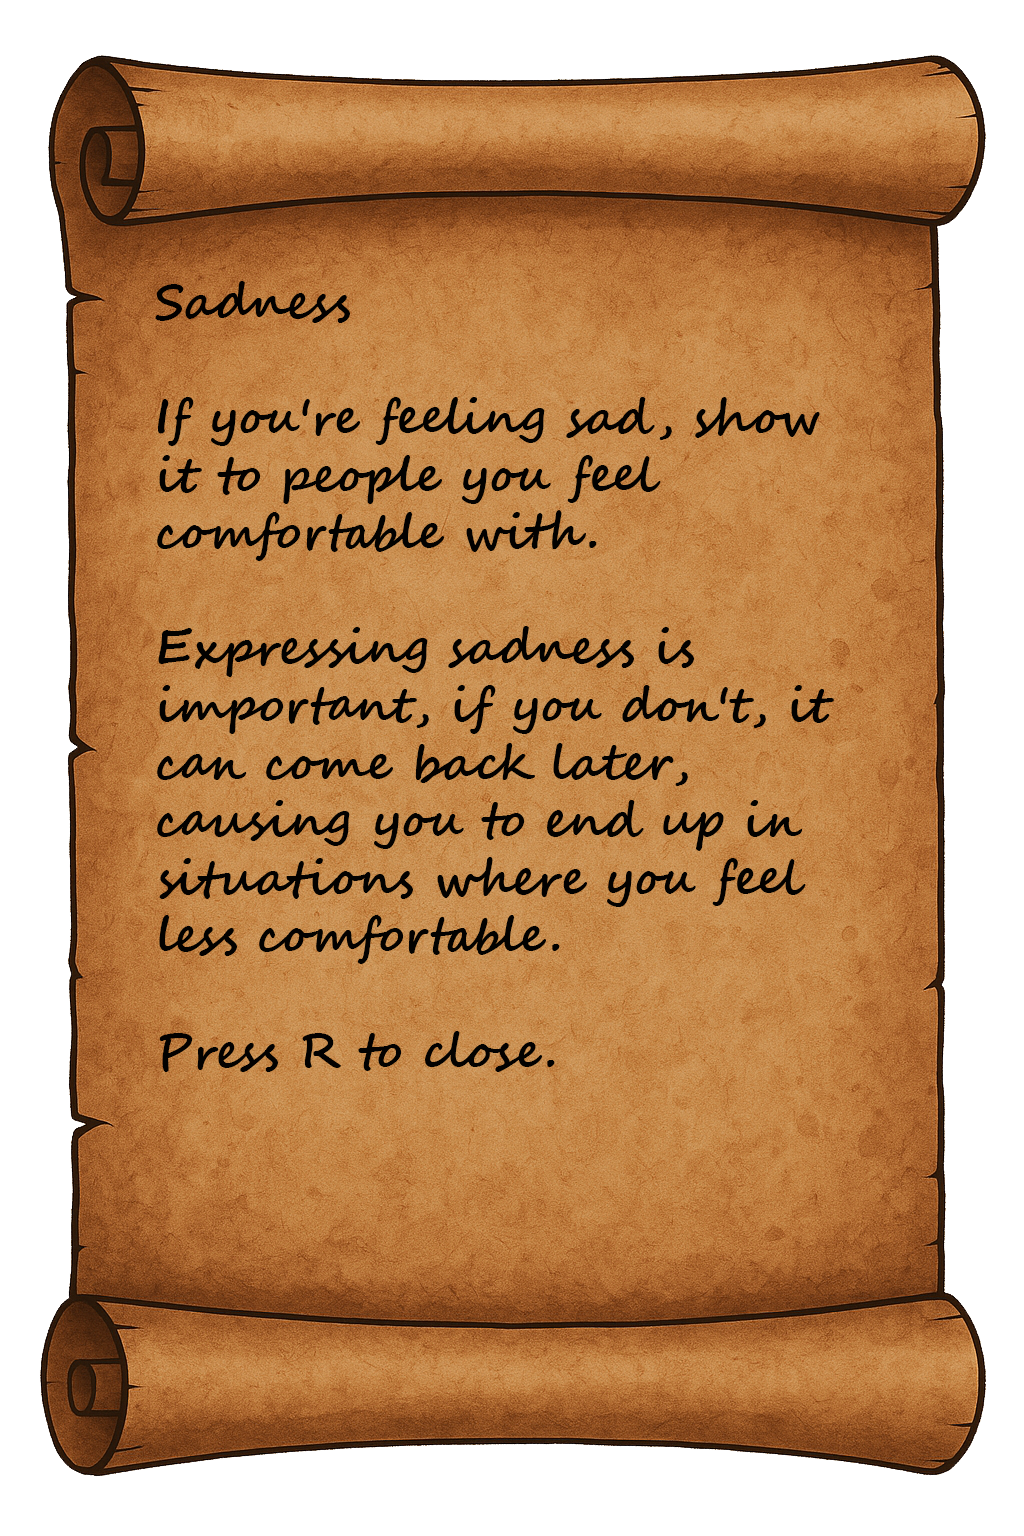 Sadness
If you're feeling sad, show
it to people you feel
comfortable with.
Expressing sadness is
important, if you don't, it
can come back later,
causing you to end up in
situations where you feel
less comfortable.
Press R to close.